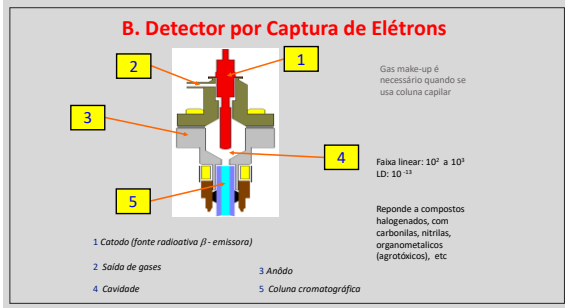 B. Detector por Captura de Elétrons
1
2
Gas make-up é
necessário quando se
usa coluna capilar
3
4
Faixa linear: 10² a 10³
LD: 10 ⁻¹³
5
Reponde a compostos
halogenados, com
carbonilas, nitrilas,
organometalicos
(agrotóxicos), etc
1 Catodo (fonte radioativa β - emissora)
2 Saída de gases
3 Anôdo
4 Cavidade
5 Coluna cromatográfica